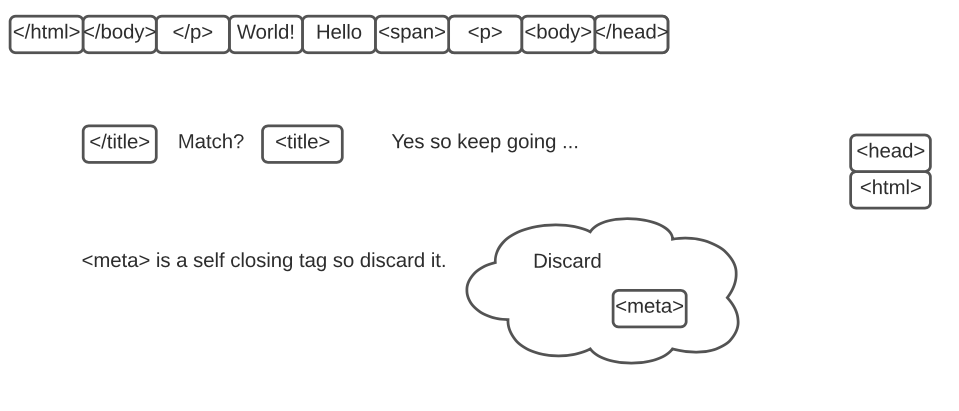 </html> </body> </p> World! Hello <span> <p> <body> </head>
</title> Match? <title> Yes so keep going ...
<head>
<html>
<meta> is a self closing tag so discard it. Discard
<meta>